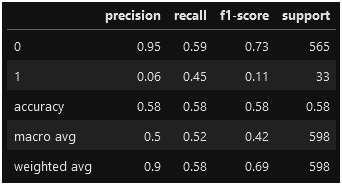 precision recall f1-score support
0 0.95 0.59 0.73 565
1 0.06 0.45 0.11 33
accuracy 0.58 0.58 0.58 0.58
macro avg 0.5 0.52 0.42 598
weighted avg 0.9 0.58 0.69 598